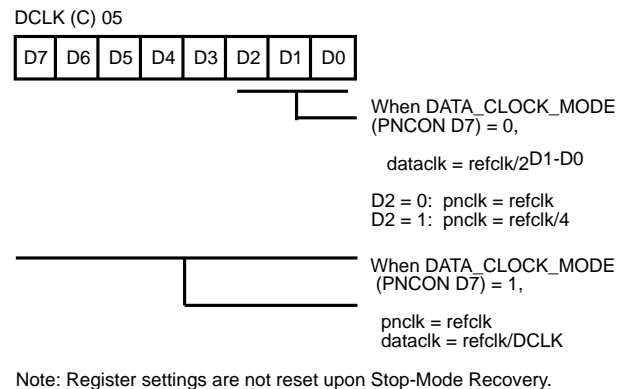 DCLK (C) 05
D7 D6 D5 D4 D3 D2 D1 D0
When DATA_CLOCK_MODE
(PNCON D7) = 0,
dataclk = refclk/2D1-D0
D2 = 0: pnclk = refclk
D2 = 1: pnclk = refclk/4
When DATA_CLOCK_MODE
(PNCON D7) = 1,
pnclk = refclk
dataclk = refclk/DCLK
Note: Register settings are not reset upon Stop-Mode Recovery.